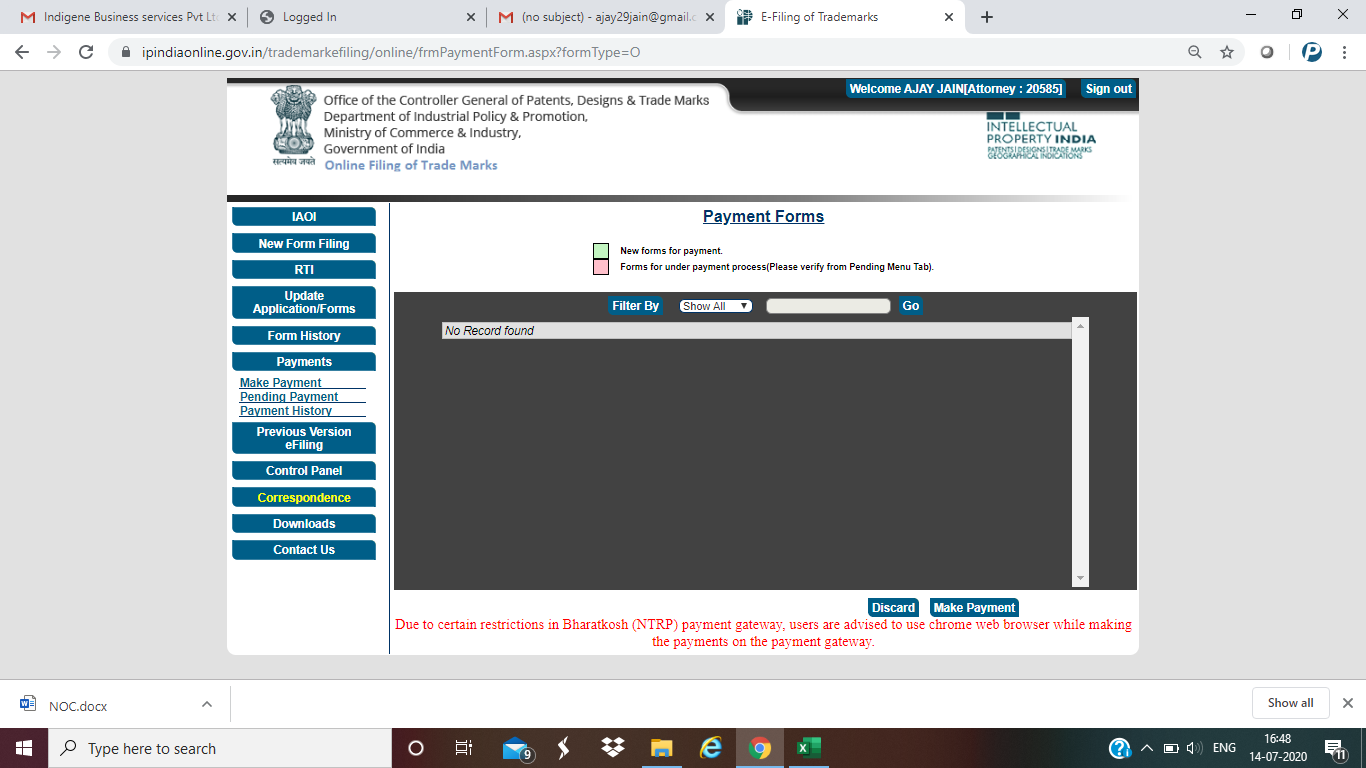 Indigene Business services Pvt Lt
Logged In
(no subject) - ajay29jain@gmail.c
E-Filing of Trademarks
ipindiaonline.gov.in/trademarkefiling/online/frmPaymentForm.aspx?formType=O
Welcome AJAY JAIN[Attorney : 20585]
Sign out
सत्यमेव जयते
Office of the Controller General of Patents, Designs & Trade Marks
Department of Industrial Policy & Promotion,
Ministry of Commerce & Industry,
Government of India
Online Filing of Trade Marks
INTELLECTUAL
PROPERTY INDIA
PATENTS | DESIGNS | TRADE MARKS
GEOGRAPHICAL INDICATIONS
IAOI
New Form Filing
RTI
Update
Application/Forms
Form History
Payments
Make Payment
Pending Payment
Payment History
Previous Version
eFiling
Control Panel
Correspondence
Downloads
Contact Us
Payment Forms
New forms for payment.
Forms for under payment process(Please verify from Pending Menu Tab).
Filter By
Show All
Go
No Record found
Discard
Make Payment
Due to certain restrictions in Bharatkosh (NTRP) payment gateway, users are advised to use chrome web browser while making
the payments on the payment gateway.
NOC.docx
Show all
Type here to search
9
ENG
16:48
14-07-2020
11